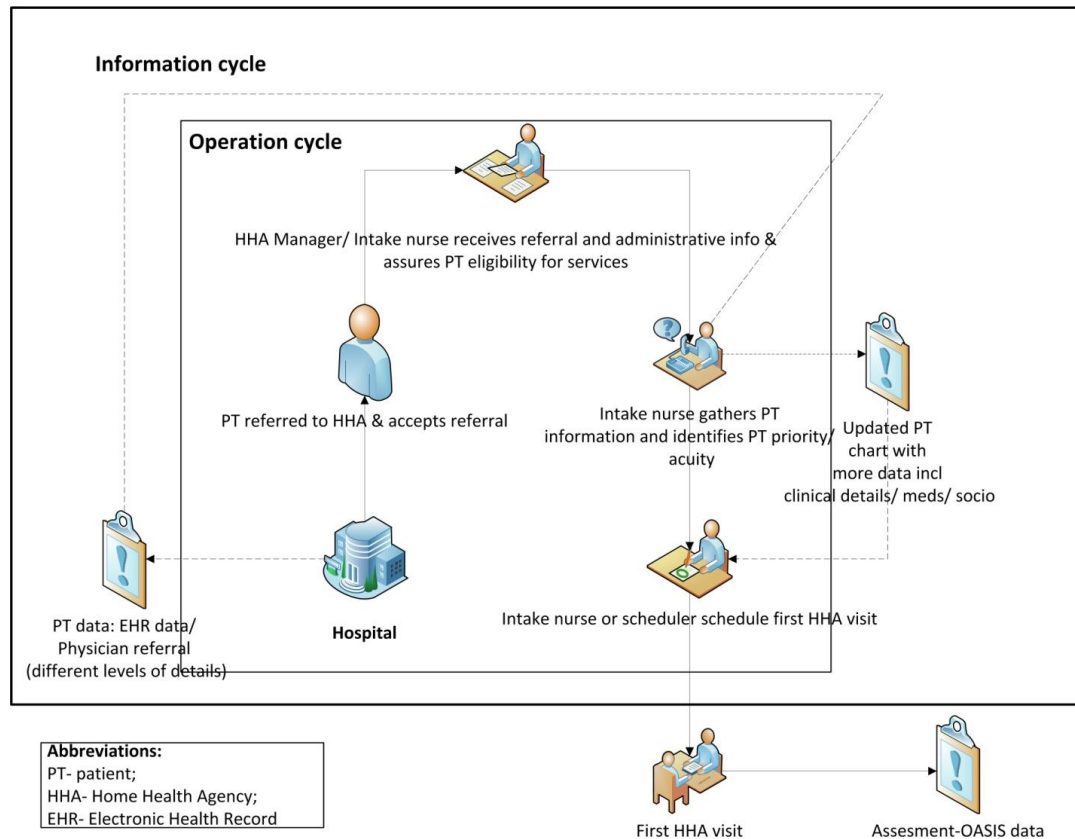 Information cycle
Operation cycle
HHA Manager/ Intake nurse receives referral and administrative info &
assures PT eligibility for services
PT referred to HHA & accepts referral
Intake nurse gathers PT
information and identifies PT priority/
acuity
Updated PT
chart with
more data incl
clinical details/ meds/ socio
PT data: EHR data/
Physician referral
(different levels of details)
Hospital
Intake nurse or scheduler schedule first HHA visit
Abbreviations:
PT- patient;
HHA- Home Health Agency;
EHR- Electronic Health Record
First HHA visit
Assesment-OASIS data